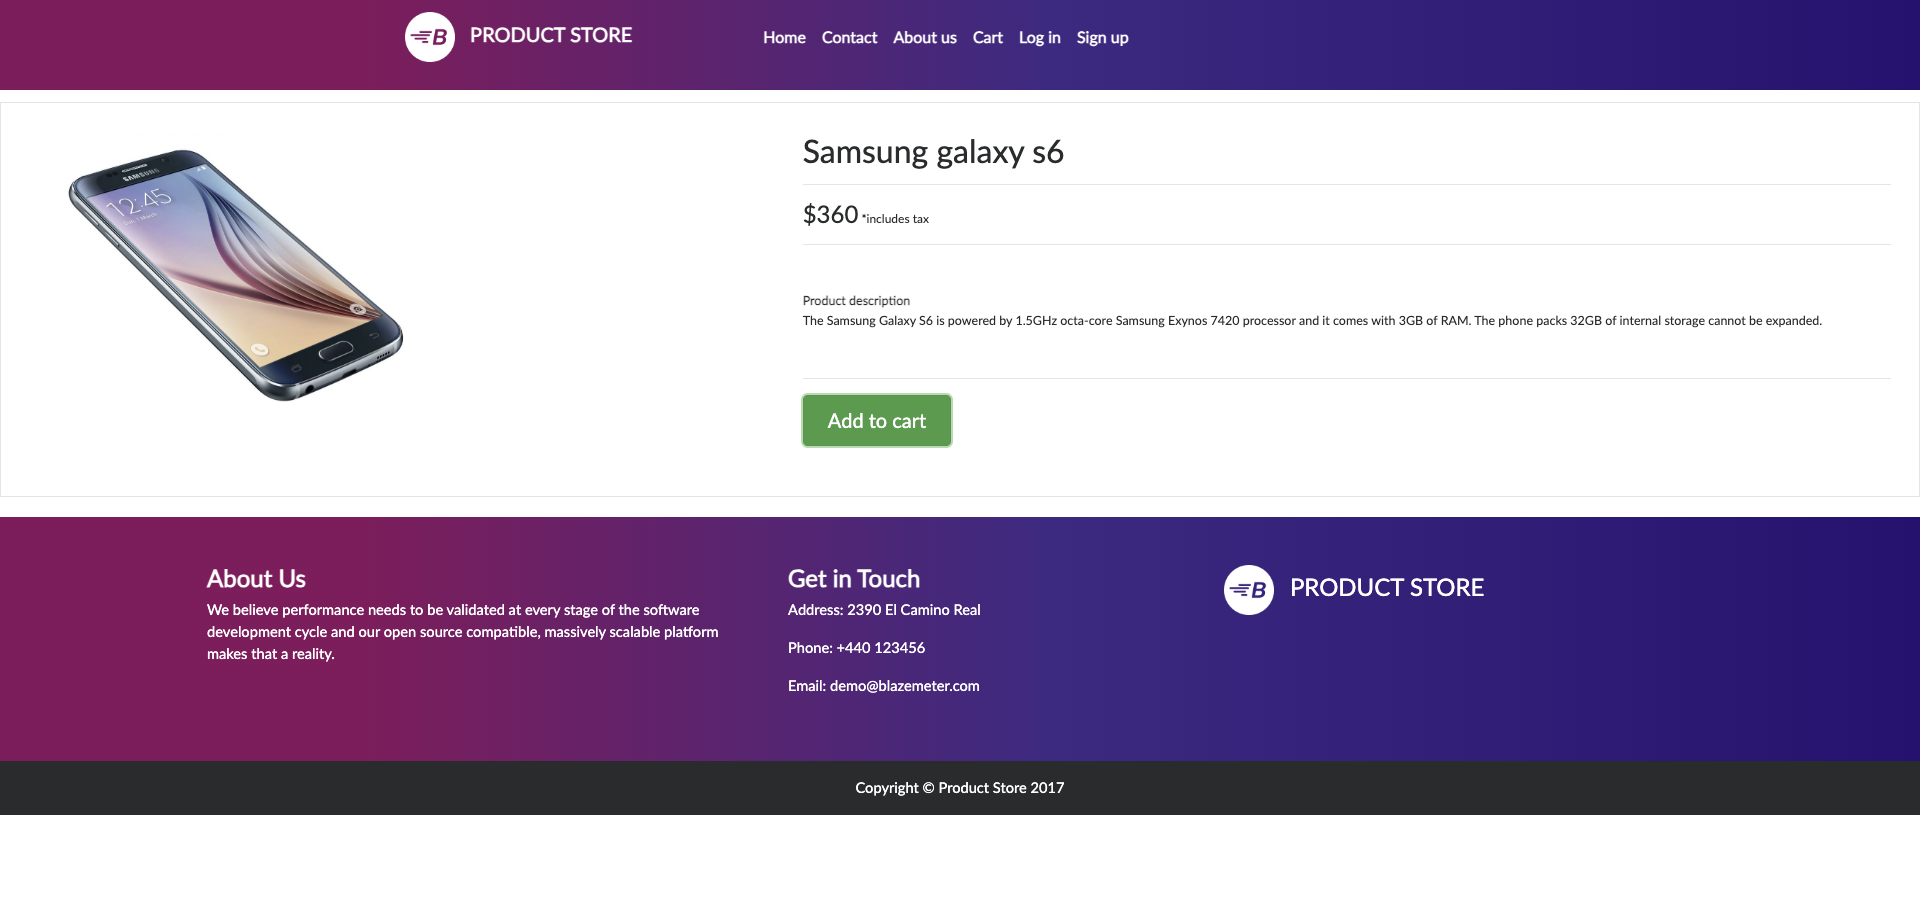 B PRODUCT STORE
Home Contact About us Cart Log in Sign up
SAMSUNG
12:45
Samsung galaxy s6
$360 *includes tax
Product description
The Samsung Galaxy S6 is powered by 1.5GHz octa-core Samsung Exynos 7420 processor and it comes with 3GB of RAM. The phone packs 32GB of internal storage cannot be expanded.
Add to cart
About Us
We believe performance needs to be validated at every stage of the software
development cycle and our open source compatible, massively scalable platform
makes that a reality.
Get in Touch
Address: 2390 El Camino Real
Phone: +440 123456
Email: demo@blazemeter.com
B PRODUCT STORE
Copyright © Product Store 2017